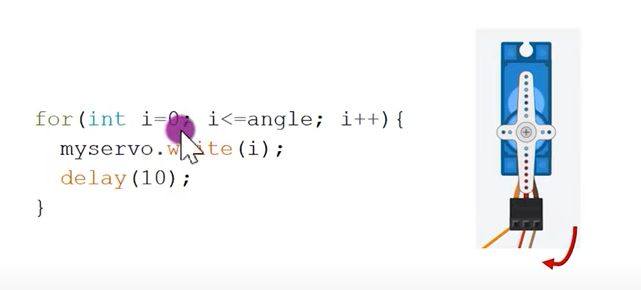 for(int i=0; i<=angle; i++){
myservo.write(i);
delay(10);
}